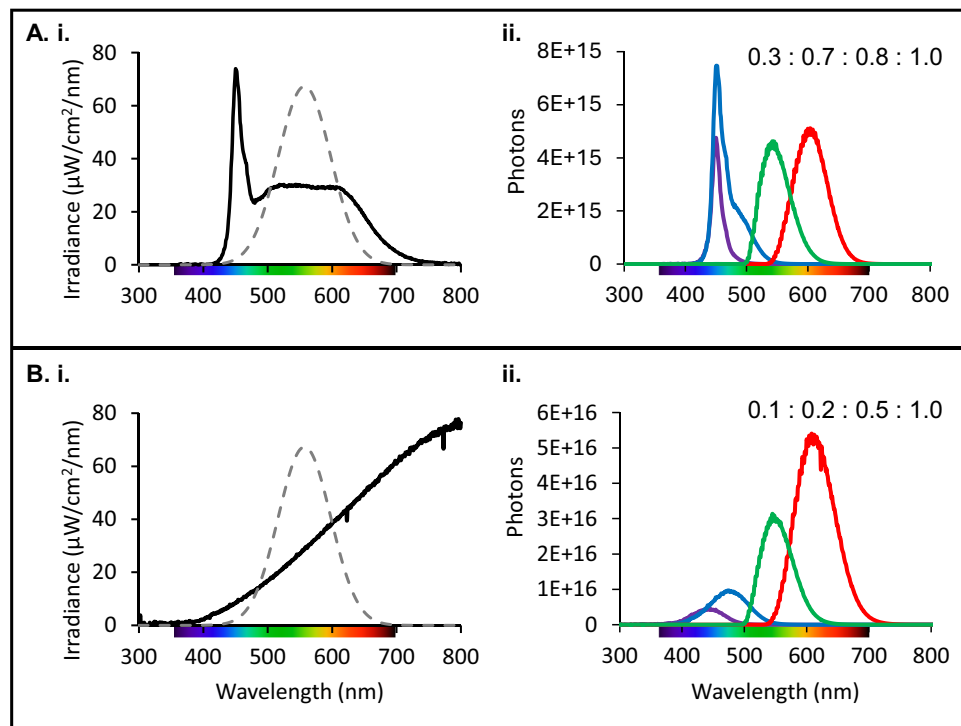 A. i.
Irradiance (µW/cm²/nm)
80
60
40
20
0
300 400 500 600 700 800
ii.
0.3 : 0.7 : 0.8 : 1.0
Photons
8E+15
6E+15
4E+15
2E+15
0
300 400 500 600 700 800
B. i.
Irradiance (µW/cm²/nm)
80
60
40
20
0
300 400 500 600 700 800
Wavelength (nm)
ii.
0.1 : 0.2 : 0.5 : 1.0
Photons
6E+16
5E+16
4E+16
3E+16
2E+16
1E+16
0
300 400 500 600 700 800
Wavelength (nm)